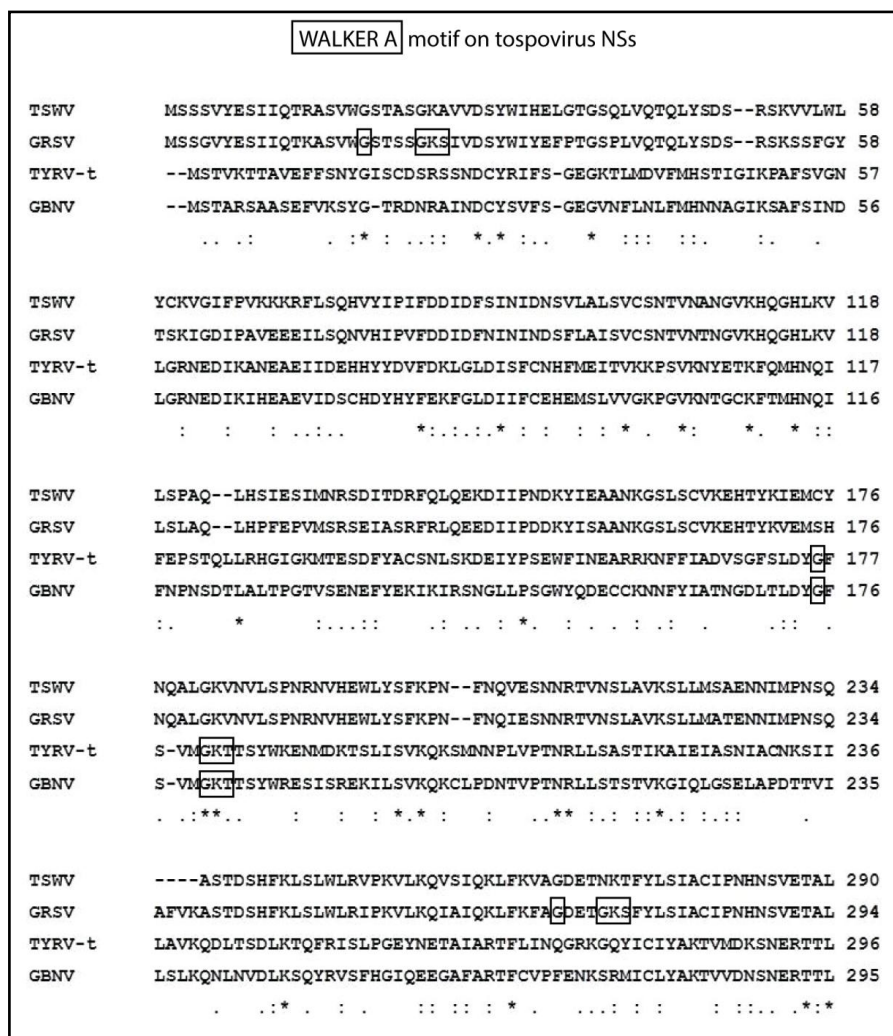 WALKER A motif on tospovirus NSs
TSWV MSSSVYESIIQTRASVWGSTASGKAVVDSYWIHELGTGSQLVQTQLYSDS--RSKVVLWL 58
GRSV MSSGVYESIIQTKASVWGSTSSGKSIVDSYWIYEFPTGSPLVQTQLYSDS--RSKSSFGY 58
TYRV-t --MSTVKTTAVEFFSNYGISCDSRSSNDCYRIFS-GEGKTLMDVFMHSTIGIKPAFSVGN 57
GBNV --MSTARSAASEFVKSYG-TRDNRAINDCYSVFS-GEGVNFLNLFMHNNAGIKSAFSIND 56
. . . : . :* . .:: * .* :. . * ::: :. :. .
TSWV YCKVGIFPVKKKRFLSQHVYIPIFDDIDFSINIDNSVLALSVCSNTVNANGVKHQGHLKV 118
GRSV TSKIGDIPAVEEEILSQNVHIPVFDDIDFNININDSFLAISVCSNTVNTNGVKHQGHLKV 118
TYRV-t LGRNEDIKANEAEIIDEHHYYDVFDKLGLDISFCNHFMEITVKKPSVKNYETKFQMHNQI 117
GBNV LGRNEDIKIHEAEVIDSCHDYHYFEKFGLDIIFCEHEMSLVVGKPGVKNTGCKFTMHNQI 116
: : : ..:.. *:.:.:* : : : * . *: * * ::
TSWV LSPAQ--LHSIESIMNRSDITDRFQLQEKDIIPNDKYIEAANKGSLSCVKEHTYKIEMCY 176
GRSV LSLAQ--LHPFEPVMSRSEIASRFRLQEEDIIPDDKYISAANKGSLSCVKEHTYKVEMSH 176
TYRV-t FEPSTQLLRHGIGKMTESDFYACSNLSKDEIYPSEWFINEARRKNFFIADVSGFSLDYGF 177
GBNV FNPNSDTLALTPGTVSENEFYEKIKIRSNGLLPSGWYQDECCKNNFYIATNGDLTLDYGF 176
:. * :...:: .: . : * . : . : : . .:: .
TSWV NQALGKVNVLSPNRNVHEWLYSFKPN--FNQVESNNRTVNSLAVKSLLMSAENNIMPNSQ 234
GRSV NQALGKVNVLSPNRNVHEWLYSFKPN--FNQIESNNRTVNSLAVKSLLMATENNIMPNSQ 234
TYRV-t S-VMGKTTSYWKENMDKTSLISVKQKSMNNPLVPTNRLLSASTIKAIEIASNIACNKSII 236
GBNV S-VMGKTTSYWRESISREKILSVKQKCLPDNTVPTNRLLSTSTVKGIQLGSELAPDTTVI 235
. .:**. . : : :*.* : : .** :. ::*.: : :: .
TSWV ----ASTDSHFKLSLWLRVPKVLKQVSIQKLFKVAGDETNKTFYLSIACIPNHNSVETAL 290
GRSV AFVKASTDSHFKLSLWLRIPKVLKQIAIQKLFKFAGDETGKSFYLSIACIPNHNSVETAL 294
TYRV-t LAVKQDLTSDLKTQFRISLPGEYNETAIARTFLINQGRKGQYICIYAKTVMDKSNERTTL 296
GBNV LSLKQNLNVDLKSQYRVSFHGIQEEGAFARTFCVPFENKSRMICLYAKTVVDNSNERTTL 295
. .:* . : . :: :: : * . . .: : : : ::.. .*:*